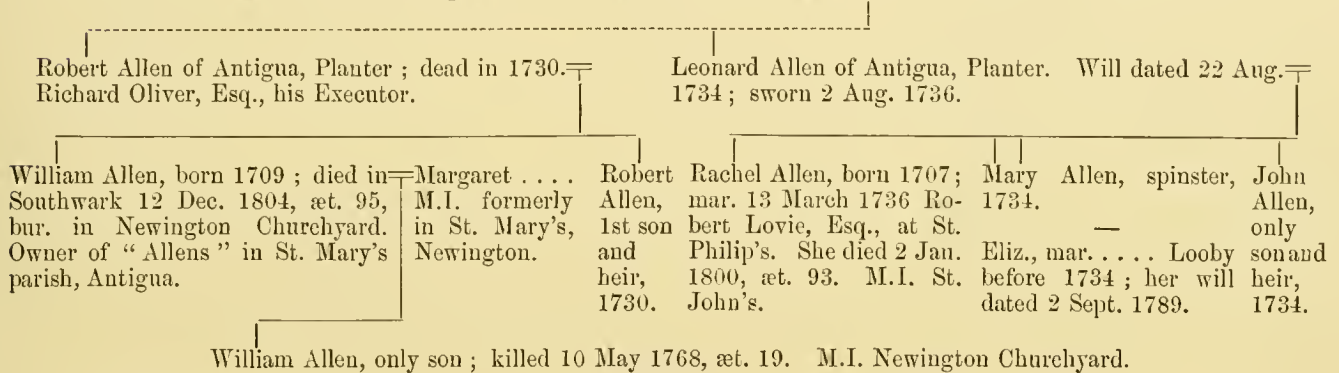 Robert Allen of Antigua, Planter ; dead in 1730.
Richard Oliver, Esq., his Executor.
Leonard Allen of Antigua, Planter. Will dated 22 Aug.
1734 ; sworn 2 Aug. 1736.
William Allen, born 1709 ; died in
Southwark 12 Dec. 1804, æt. 95,
bur. in Newington Churchyard.
Owner of “ Allens ” in St. Mary's
parish, Antigua.
Margaret . . . .
M.I. formerly
in St. Mary's,
Newington.
Robert
Allen,
1st son
and
heir,
1730.
Rachel Allen, born 1707 ;
mar. 13 March 1736 Ro-
bert Lovie, Esq., at St.
Philip's. She died 2 Jan.
1800, æt. 93. M.I. St.
John's.
Mary Allen, spinster,
1734.
—
Eliz., mar. . . . . Looby
before 1734 ; her will
dated 2 Sept. 1789.
John
Allen,
only
son and
heir,
1734.
William Allen, only son ; killed 10 May 1768, æt. 19. M.I. Newington Churchyard.